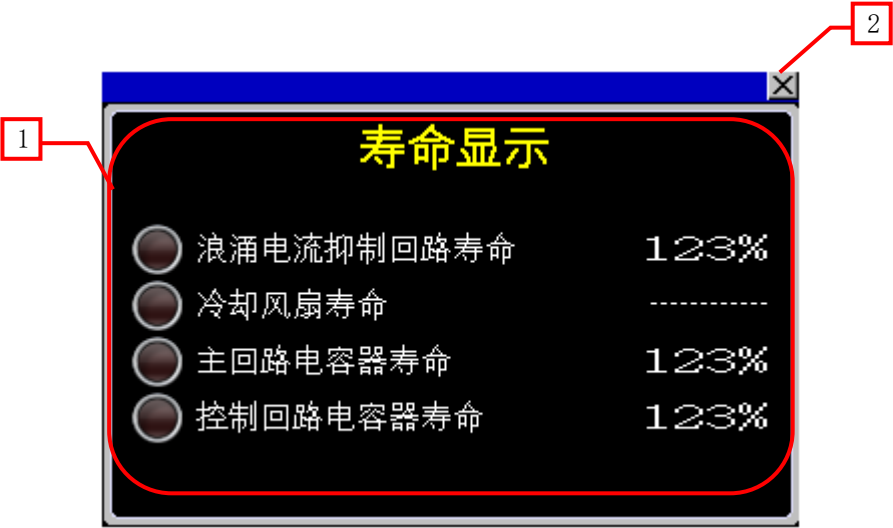 2
1
寿命显示
浪涌电流抑制回路寿命 123%
冷却风扇寿命 ------------
主回路电容器寿命 123%
控制回路电容器寿命 123%